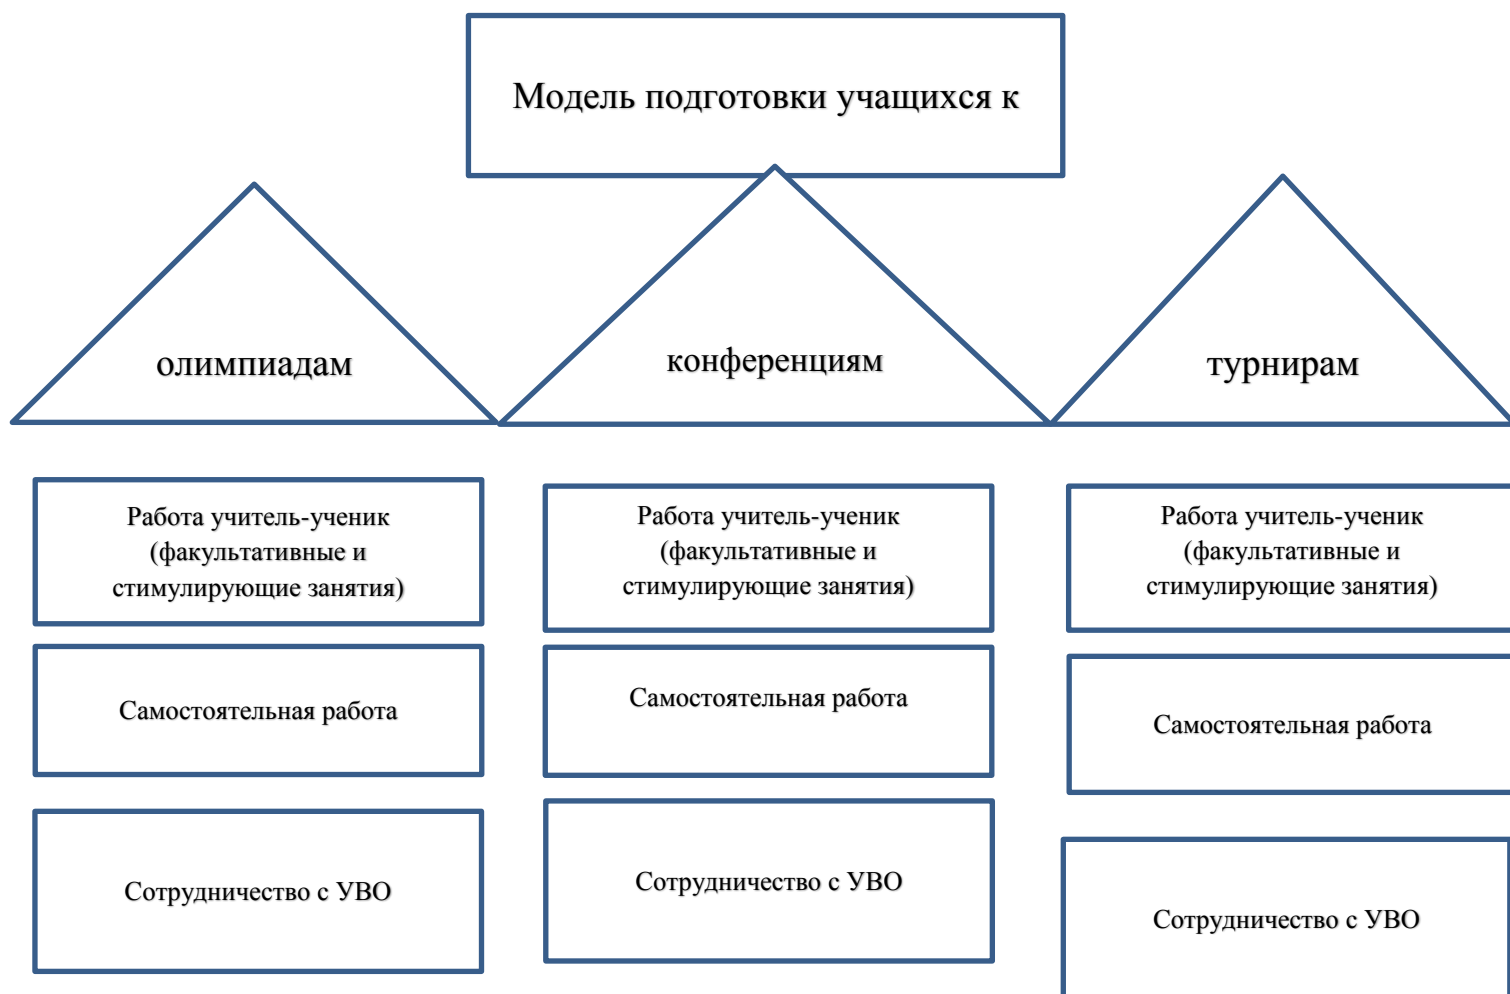 Модель подготовки учащихся к
олимпиадам
конференциям
турнирам
Работа учитель-ученик
(факультативные и
стимулирующие занятия)
Работа учитель-ученик
(факультативные и
стимулирующие занятия)
Работа учитель-ученик
(факультативные и
стимулирующие занятия)
Самостоятельная работа
Самостоятельная работа
Самостоятельная работа
Сотрудничество с УВО
Сотрудничество с УВО
Сотрудничество с УВО